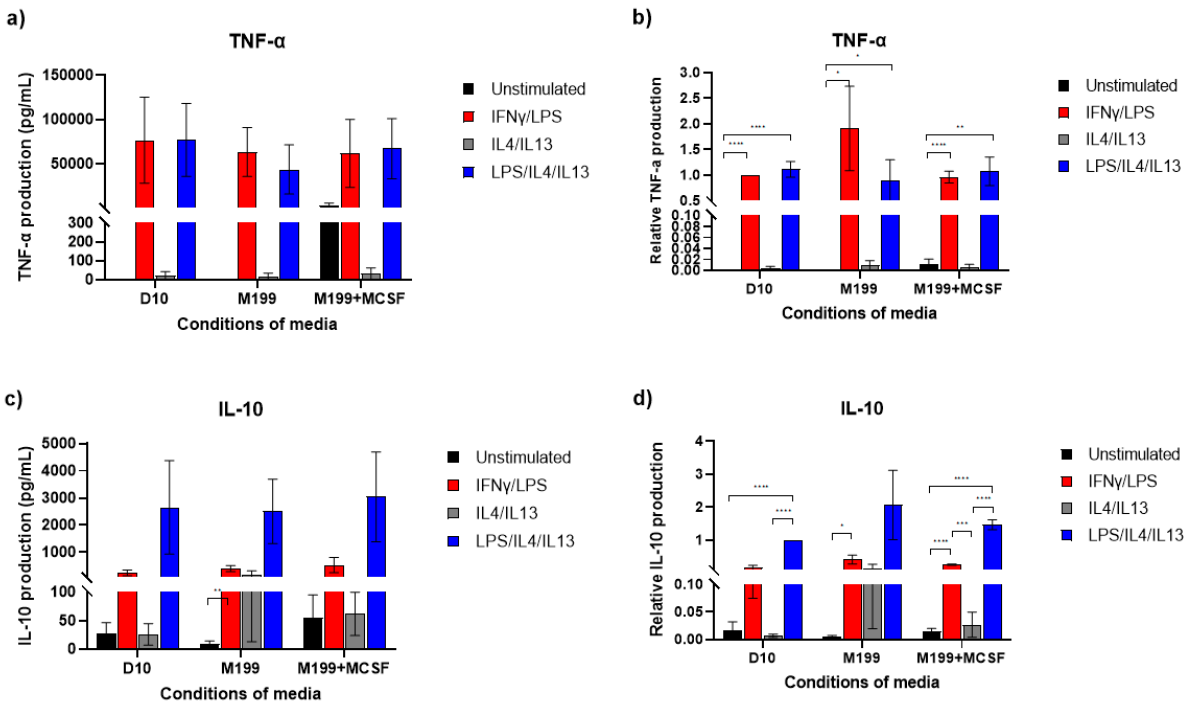 a)
TNF-α
TNF-α production (pg/mL)
150000
100000
50000
300
200
100
0
D10
M199
M199+MCSF
Conditions of media
Unstimulated
IFNγ/LPS
IL4/IL13
LPS/IL4/IL13
b)
TNF-α
Relative TNF-a production
3.0
2.5
2.0
1.5
1.0
0.5
0.10
0.08
0.06
0.04
0.02
0.00
****
****
*
*
****
**
D10
M199
M199+MCSF
Conditions of media
Unstimulated
IFNγ/LPS
IL4/IL13
LPS/IL4/IL13
c)
IL-10
IL-10 production (pg/mL)
5000
4000
3000
2000
1000
100
50
0
**
D10
M199
M199+MCSF
Conditions of media
Unstimulated
IFNγ/LPS
IL4/IL13
LPS/IL4/IL13
d)
IL-10
Relative IL-10 production
4
3
2
1
0.10
0.05
0.00
****
****
*
****
****
***
****
D10
M199
M199+MCSF
Conditions of media
Unstimulated
IFNγ/LPS
IL4/IL13
LPS/IL4/IL13